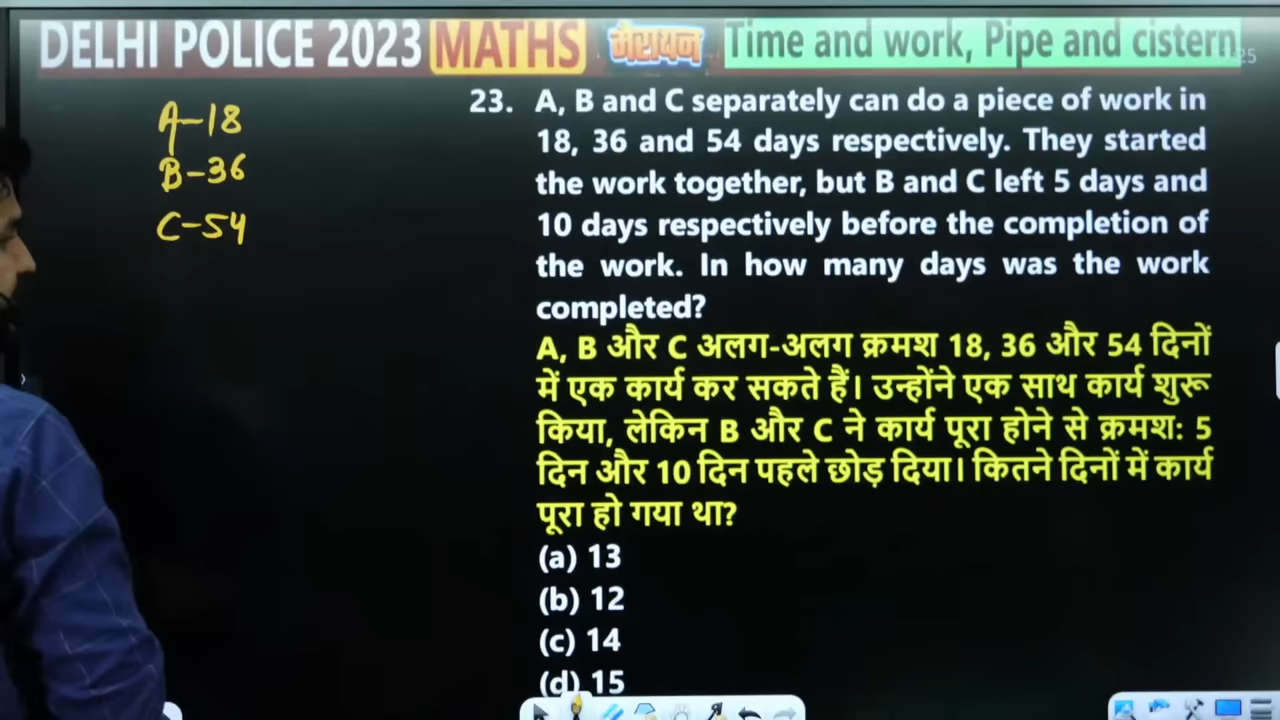 DELHI POLICE 2023 MATHS मैराथन Time and work, Pipe and cistern
A-18
B-36
C-54
23. A, B and C separately can do a piece of work in
18, 36 and 54 days respectively. They started
the work together, but B and C left 5 days and
10 days respectively before the completion of
the work. In how many days was the work
completed?
A, B और C अलग-अलग क्रमश 18, 36 और 54 दिनों
में एक कार्य कर सकते हैं। उन्होंने एक साथ कार्य शुरू
किया, लेकिन B और C ने कार्य पूरा होने से क्रमश: 5
दिन और 10 दिन पहले छोड़ दिया। कितने दिनों में कार्य
पूरा हो गया था?
(a) 13
(b) 12
(c) 14
(d) 15